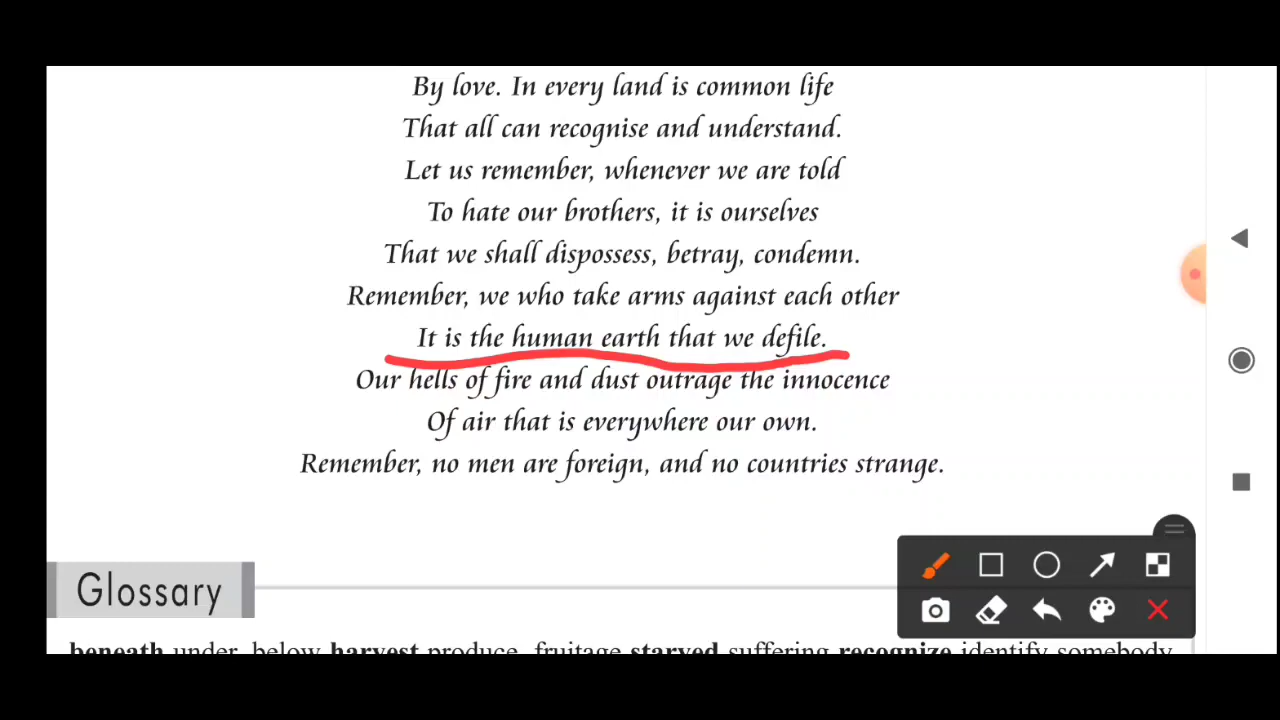 By love. In every land is common life
That all can recognise and understand.
Let us remember, whenever we are told
To hate our brothers, it is ourselves
That we shall dispossess, betray, condemn.
Remember, we who take arms against each other
It is the human earth that we defile.
Our hells of fire and dust outrage the innocence
Of air that is everywhere our own.
Remember, no men are foreign, and no countries strange.
Glossary
beneath under, below harvest produce, fruitage starved suffering recognize identify somebody